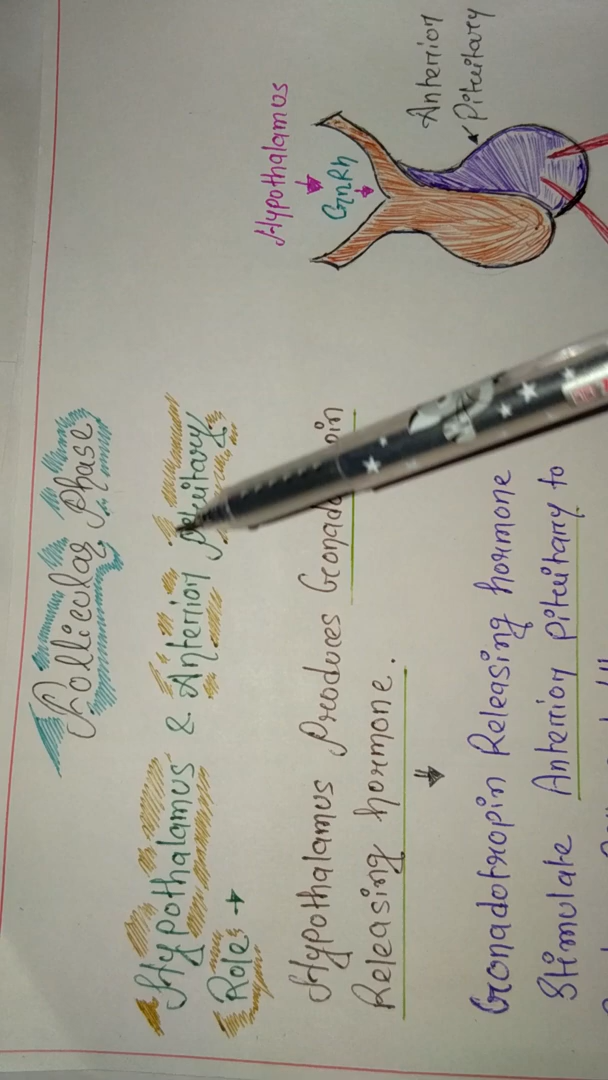 Follicular Phase
Hypothalamus & Anterior Pituitary
Role →
Hypothalamus Produces Gonadotropin
Releasing hormone.
Gonadotropin Releasing hormone
Stimulate Anterior pituitary to
Hypothalamus
GnRh
Anterior
Pituitary